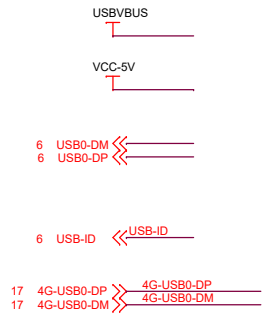 USBVBUS
VCC-5V
6 USB0-DM
6 USB0-DP
6 USB-ID USB-ID
17 4G-USB0-DP 4G-USB0-DP
17 4G-USB0-DM 4G-USB0-DM